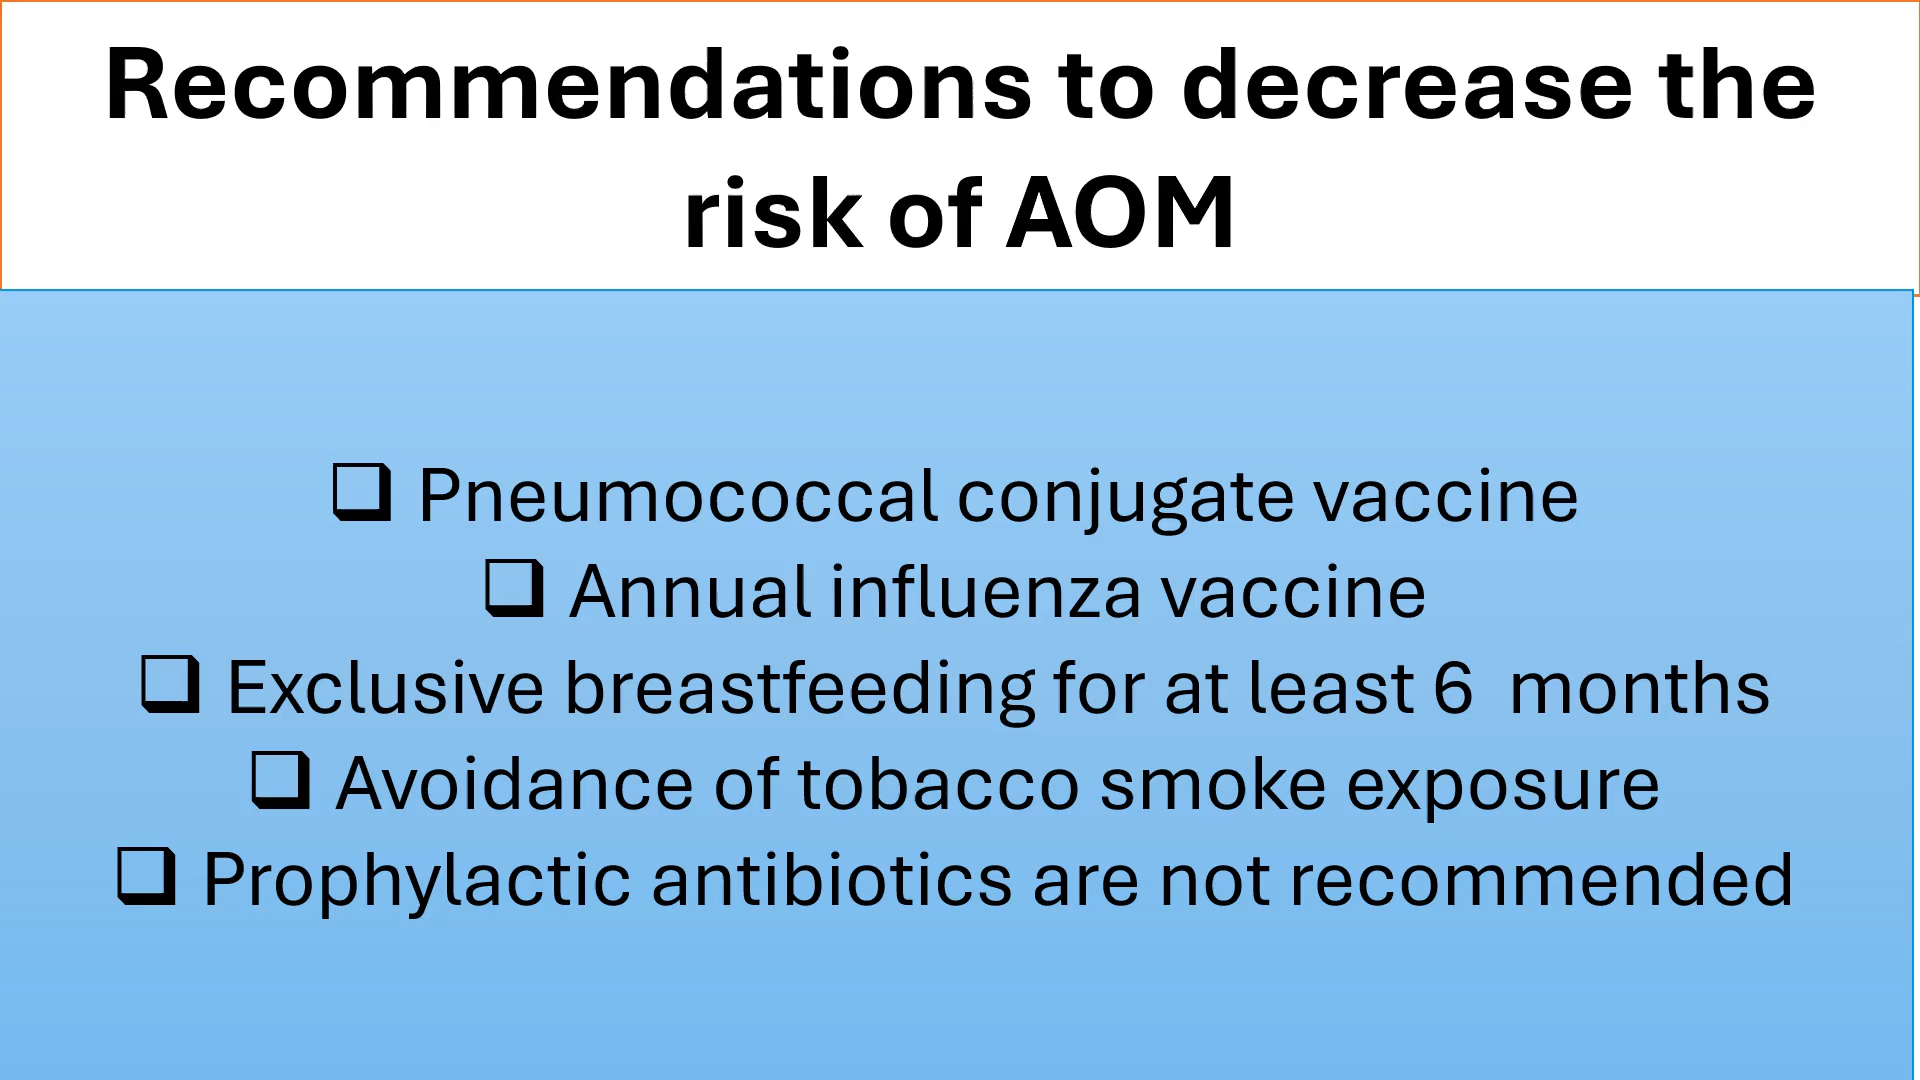 Recommendations to decrease the
risk of AOM
❑ Pneumococcal conjugate vaccine
❑ Annual influenza vaccine
❑ Exclusive breastfeeding for at least 6  months
❑ Avoidance of tobacco smoke exposure
❑ Prophylactic antibiotics are not recommended